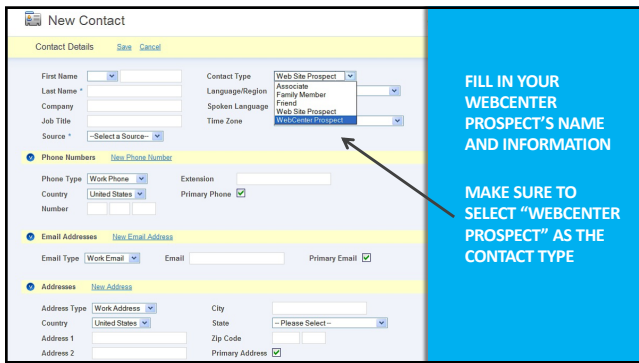 New Contact
Contact Details Save Cancel
First Name Contact Type Web Site Prospect
Associate
Family Member
Friend
Web Site Prospect
WebCenter Prospect
Last Name * Language/Region
Company Spoken Language
Job Title Time Zone
Source * --Select a Source--
Phone Numbers New Phone Number
Phone Type Work Phone Extension
Country United States Primary Phone
Number
Email Addresses New Email Address
Email Type Work Email Email Primary Email
Addresses New Address
Address Type Work Address City
Country United States State -- Please Select --
Address 1 Zip Code
Address 2 Primary Address
FILL IN YOUR
WEBCENTER
PROSPECT'S NAME
AND INFORMATION
MAKE SURE TO
SELECT “WEBCENTER
PROSPECT” AS THE
CONTACT TYPE